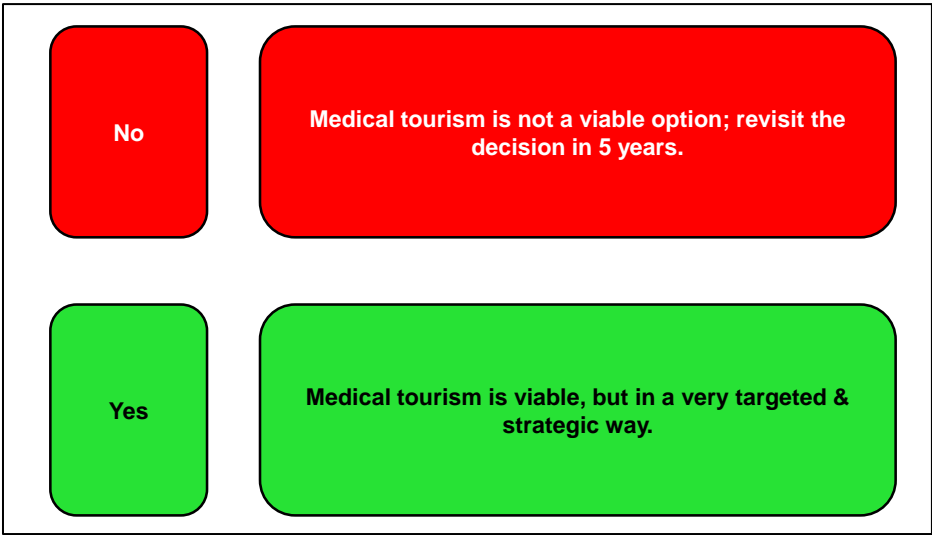 No
Medical tourism is not a viable option; revisit the
decision in 5 years.
Yes
Medical tourism is viable, but in a very targeted &
strategic way.